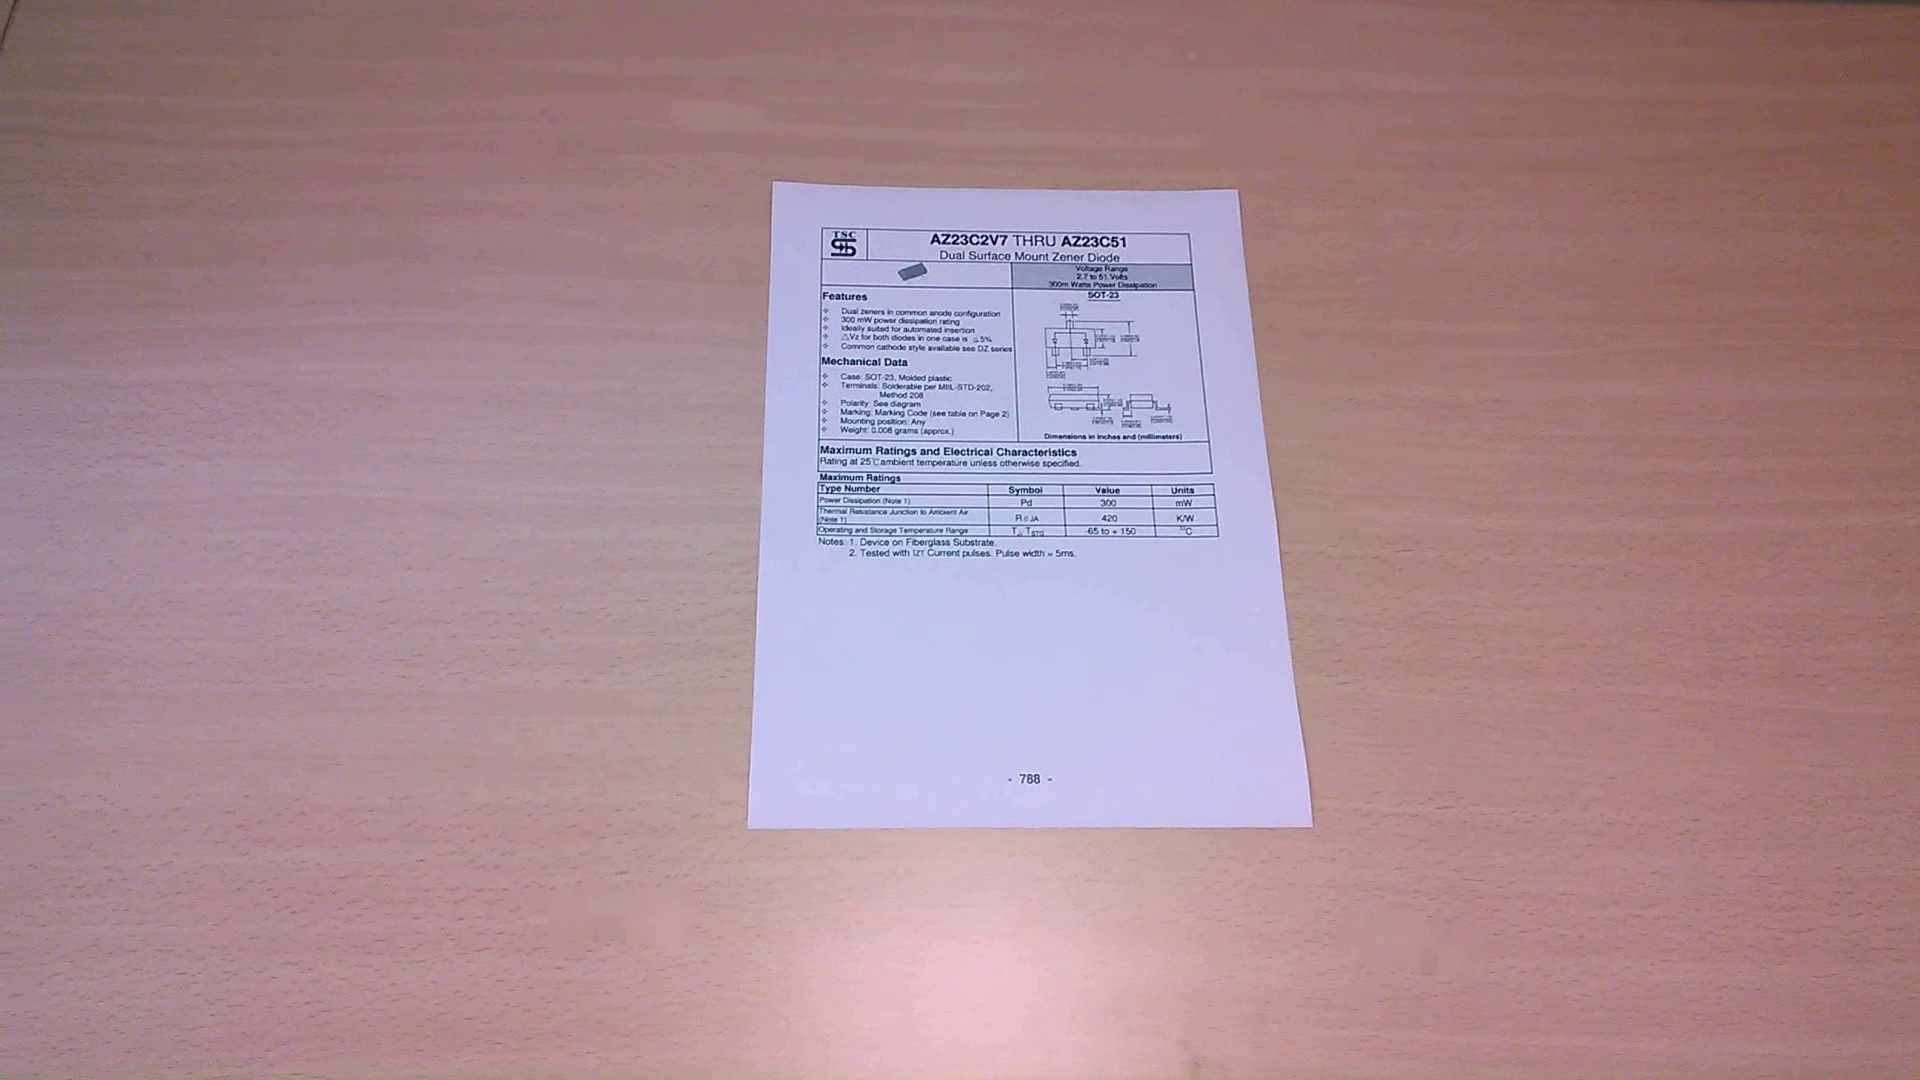 TSC
AZ23C2V7 THRU AZ23C51
Dual Surface Mount Zener Diode
Voltage Range
2.7 to 51 Volts
300m Watts Power Dissipation
SOT-23
Features
Dual zeners in common anode configuration
300 mW power dissipation rating
Ideally suited for automated insertion
△Vz for both diodes in one case is ≤5%
Common cathode style available see DZ series
Mechanical Data
Case: SOT-23, Molded plastic
Terminals: Solderable per MIIL-STD-202,
Method 208
Polarity: See diagram
Marking: Marking Code (see table on Page 2)
Mounting position: Any
Weight: 0.008 grams (approx.)
Dimensions in inches and (millimeters)
Maximum Ratings and Electrical Characteristics
Rating at 25℃ ambient temperature unless otherwise specified.
Maximum Ratings
Type Number Symbol Value Units
Power Dissipation (Note 1) Pd 300 mW
Thermal Resistance Junction to Ambient Air
(Note 1) RθJA 420 K/W
Operating and Storage Temperature Range TJ, TSTG -65 to + 150 °C
Notes: 1. Device on Fiberglass Substrate.
2. Tested with IZT Current pulses. Pulse width = 5ms.
- 788 -